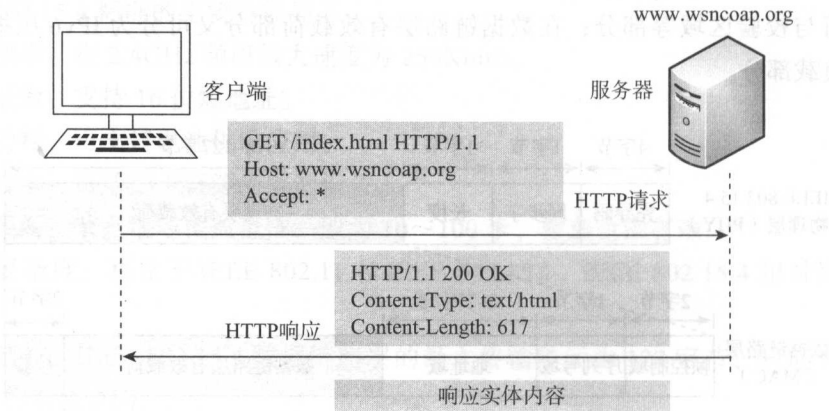 www.wsncoap.org
客户端
服务器
GET /index.html HTTP/1.1
Host: www.wsncoap.org
Accept: *
HTTP请求
HTTP/1.1 200 OK
Content-Type: text/html
Content-Length: 617
HTTP响应
响应实体内容